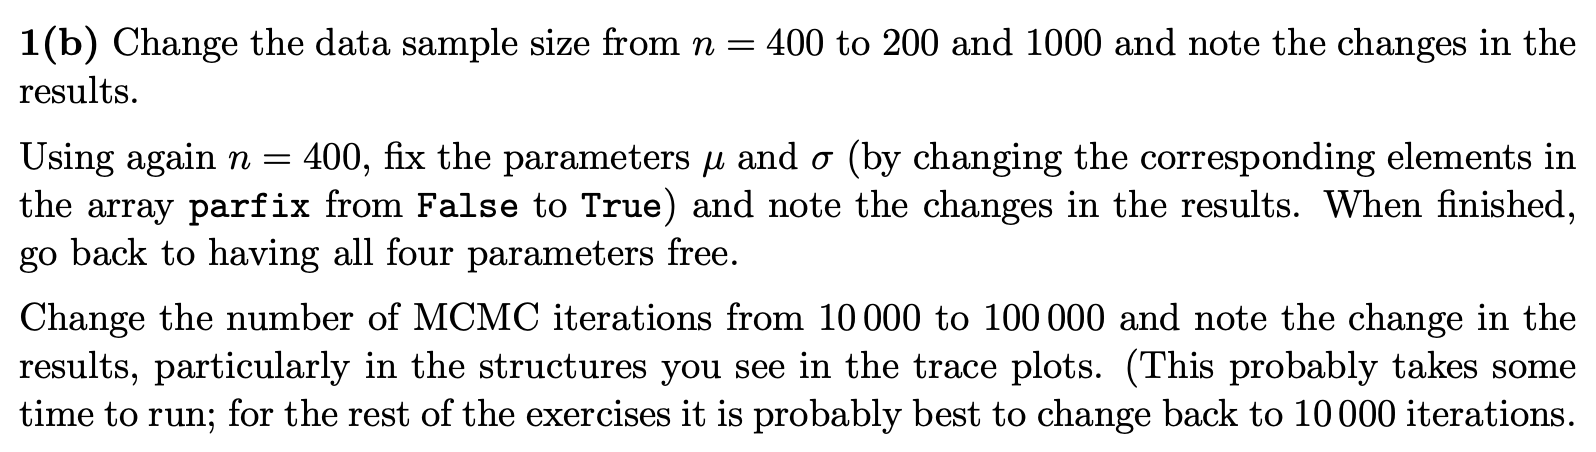 1(b) Change the data sample size from n = 400 to 200 and 1000 and note the changes in the
results.
Using again n = 400, fix the parameters μ and σ (by changing the corresponding elements in
the array parfix from False to True) and note the changes in the results. When finished,
go back to having all four parameters free.
Change the number of MCMC iterations from 10 000 to 100 000 and note the change in the
results, particularly in the structures you see in the trace plots. (This probably takes some
time to run; for the rest of the exercises it is probably best to change back to 10 000 iterations.